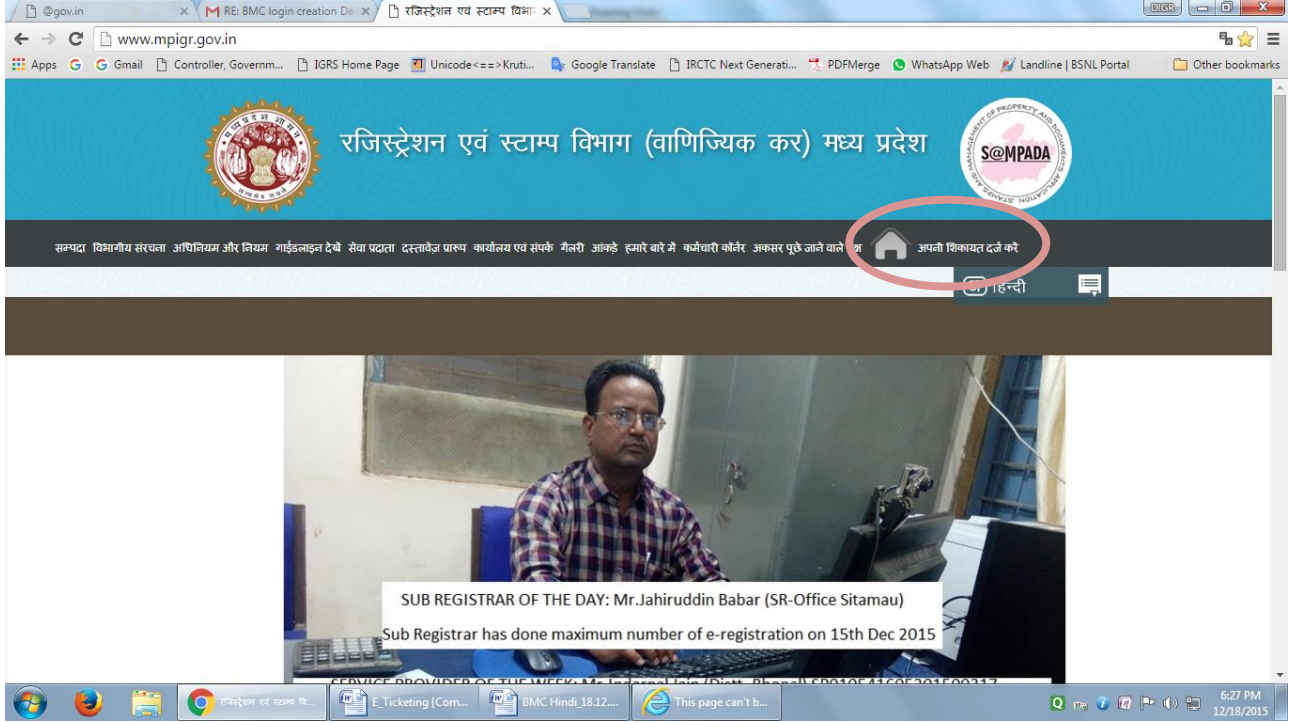 @gov.in
RE: BMC login creation De
रजिस्ट्रेशन एवं स्टाम्प विभा
DIGR
www.mpigr.gov.in
Apps G G Gmail Controller, Governm... IGRS Home Page Unicode<==>Kruti... Google Translate IRCTC Next Generati... PDFMerge WhatsApp Web Landline | BSNL Portal Other bookmarks
रजिस्ट्रेशन एवं स्टाम्प विभाग (वाणिज्यिक कर) मध्य प्रदेश
S@MPADA
सम्पदा विभागीय संरचना अधिनियम और नियम गाईडलाइन देखें सेवा प्रदाता दस्तावेज़ प्रारूप कार्यालय एवं संपर्क गैलरी आंकड़े हमारे बारे में कर्मचारी कॉर्नर अकसर पूछे जाने वाले अपनी शिकायत दर्ज करे
हिन्दी
SUB REGISTRAR OF THE DAY: Mr.Jahiruddin Babar (SR-Office Sitamau)
Sub Registrar has done maximum number of e-registration on 15th Dec 2015
रजिस्ट्रेशन एवं स्टाम्प वि... E_Ticketing [Com... BMC Hindi_18.12.... This page can't b...
6:27 PM
12/18/2015